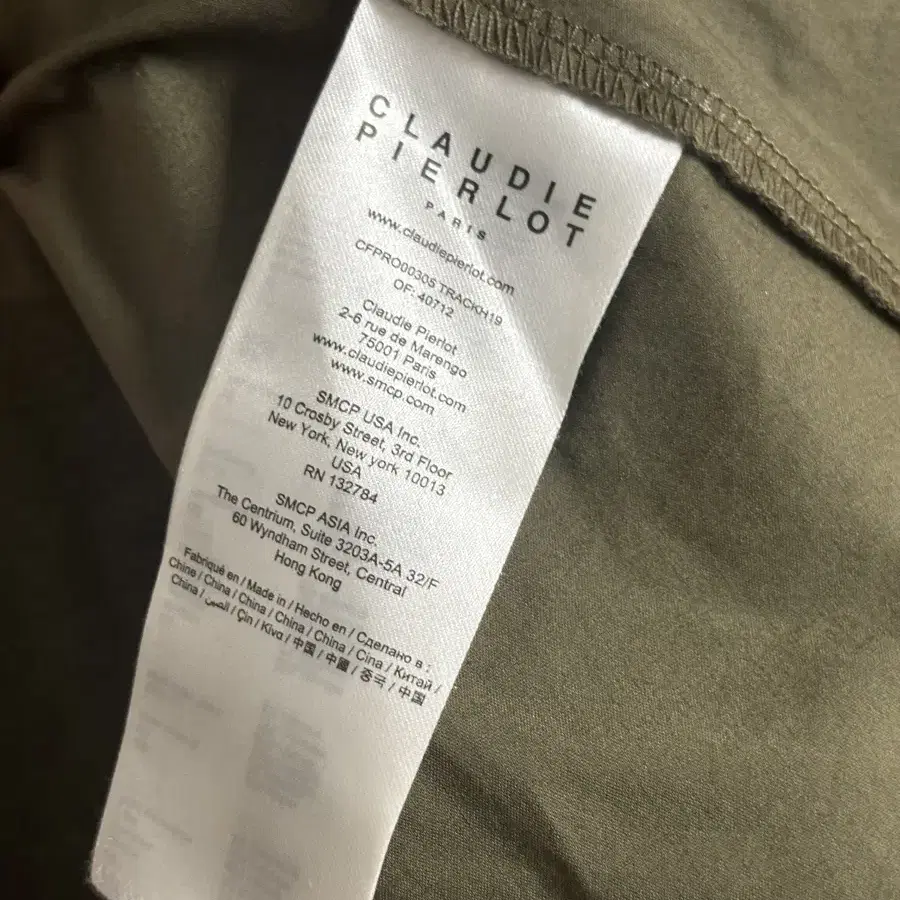 CLAUDIE
PIERLOT
PARIS
www.claudiepierlot.com
CFPRO00305 TRACKH19
OF: 40712
Claudie Pierlot
2-6 rue de Marengo
75001 Paris
www.claudiepierlot.com
www.smcp.com
SMCP USA Inc.
10 Crosby Street, 3rd Floor
New York, New york 10013
USA
RN 132784
SMCP ASIA Inc.
The Centrium, Suite 3203A-5A 32/F
60 Wyndham Street, Central
Hong Kong
Fabriqué en / Made in / Hecho en / Сделано в :
Chine / China / China / China / China / Cina / Китай /
China / الصين / Çin / Κίνα / 中国 / 中國 / 중국 / 中国